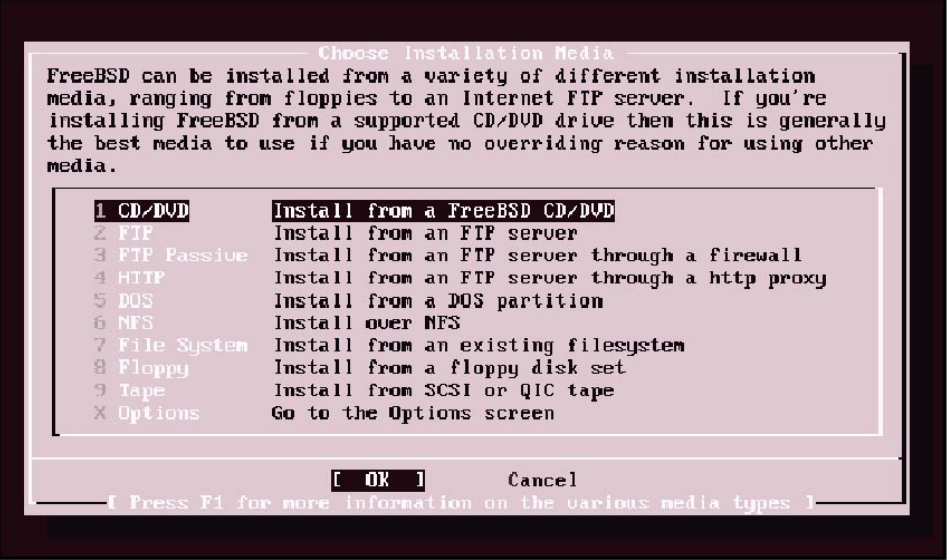 Choose Installation Media
FreeBSD can be installed from a variety of different installation
media, ranging from floppies to an Internet FTP server.  If you're
installing FreeBSD from a supported CD/DVD drive then this is generally
the best media to use if you have no overriding reason for using other
media.
1 CD/DVD Install from a FreeBSD CD/DVD
2 FTP Install from an FTP server
3 FTP Passive Install from an FTP server through a firewall
4 HTTP Install from an FTP server through a http proxy
5 DOS Install from a DOS partition
6 NFS Install over NFS
7 File System Install from an existing filesystem
8 Floppy Install from a floppy disk set
9 Tape Install from SCSI or QIC tape
X Options Go to the Options screen
[ OK ] Cancel
[ Press F1 for more information on the various media types ]